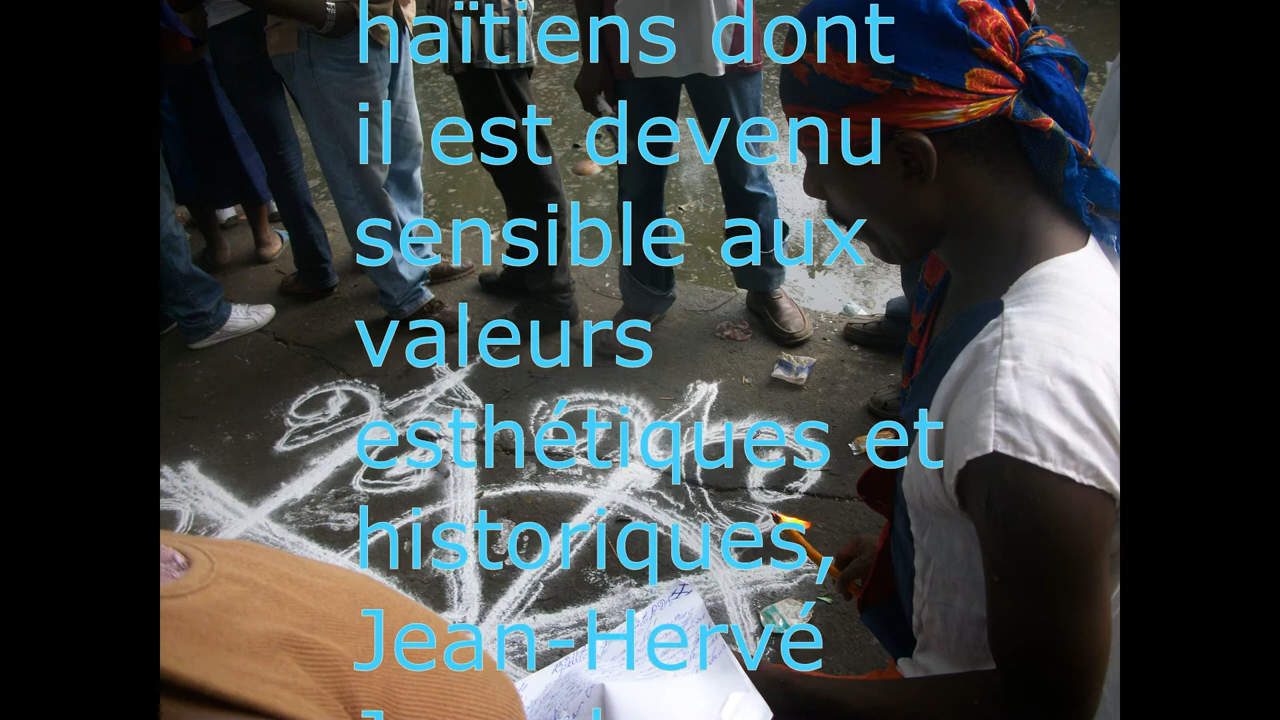 haïtiens dont
il est devenu
sensible aux
valeurs
esthétiques et
historiques,
Jean-Hervé